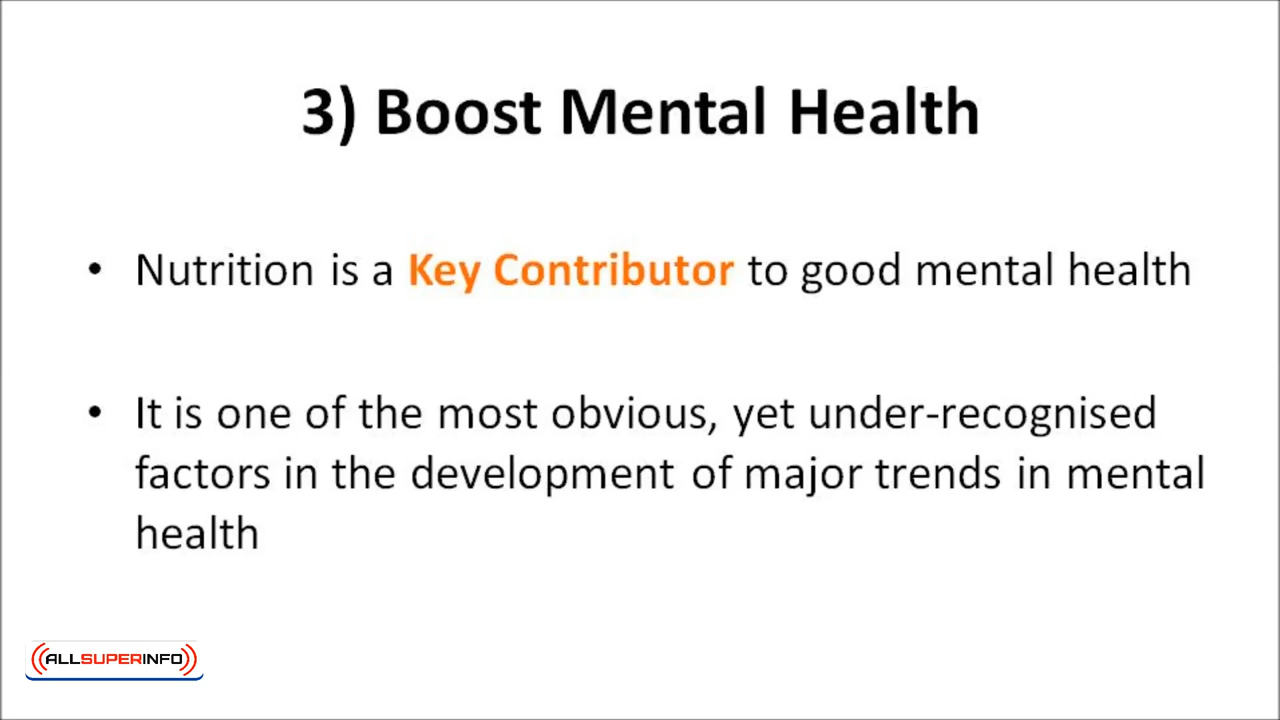 3) Boost Mental Health
• Nutrition is a Key Contributor to good mental health
• It is one of the most obvious, yet under-recognised
factors in the development of major trends in mental
health
ALLSUPERINFO